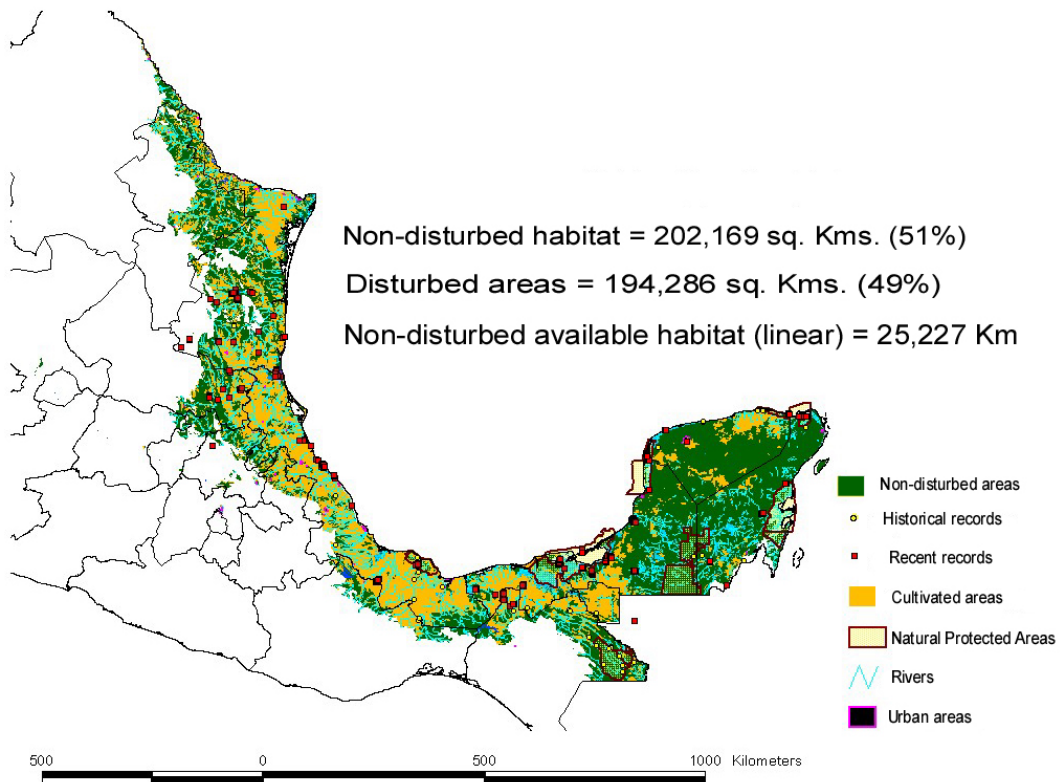 Non-disturbed habitat = 202,169 sq. Kms. (51%)
Disturbed areas = 194,286 sq. Kms. (49%)
Non-disturbed available habitat (linear) = 25,227 Km
Non-disturbed areas
Historical records
Recent records
Cultivated areas
Natural Protected Areas
Rivers
Urban areas
500 0 500 1000 Kilometers